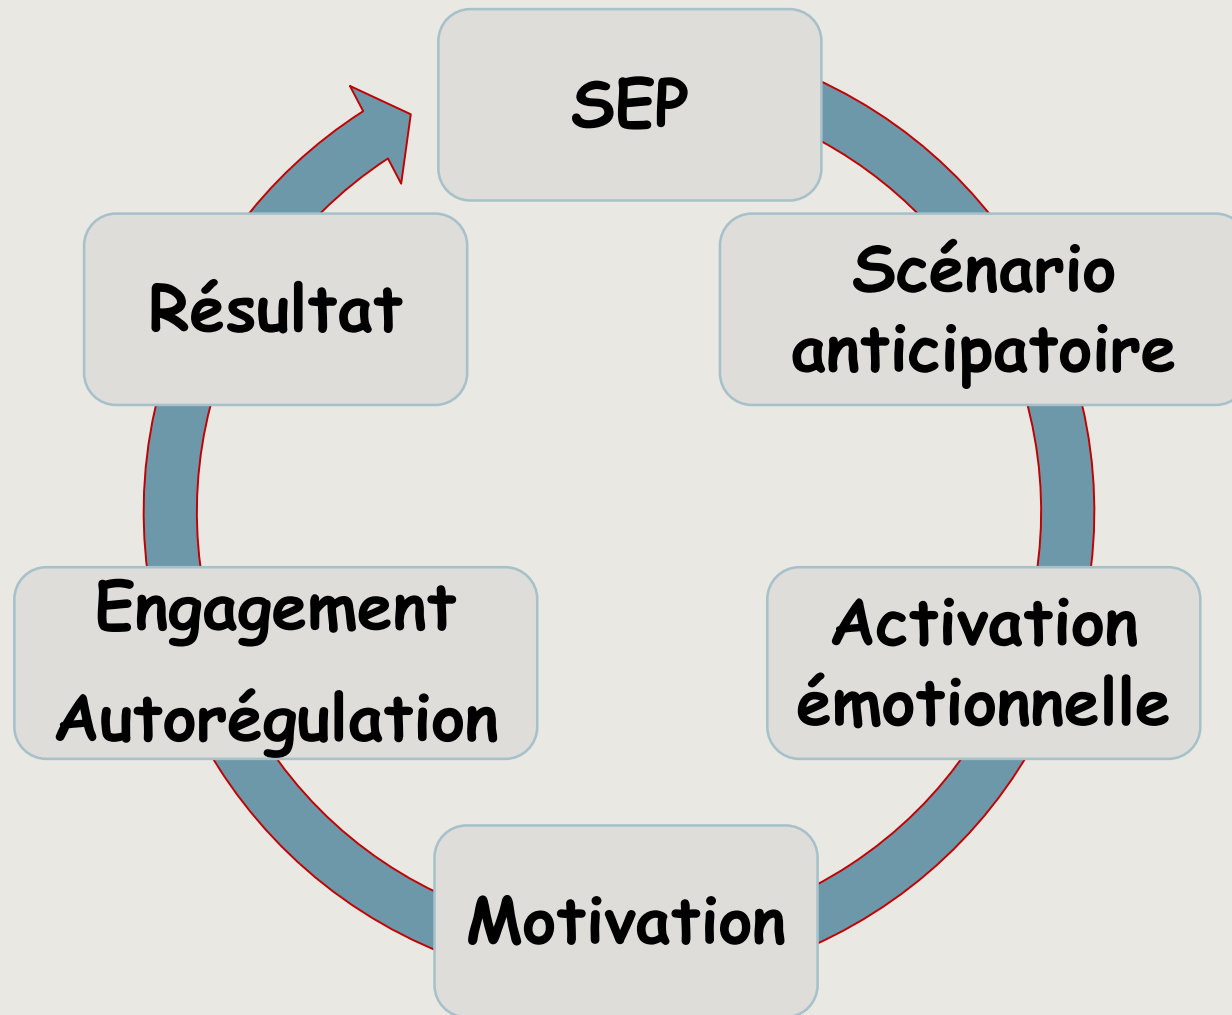 SEP
Scénario
anticipatoire
Activation
émotionnelle
Motivation
Engagement
Autorégulation
Résultat